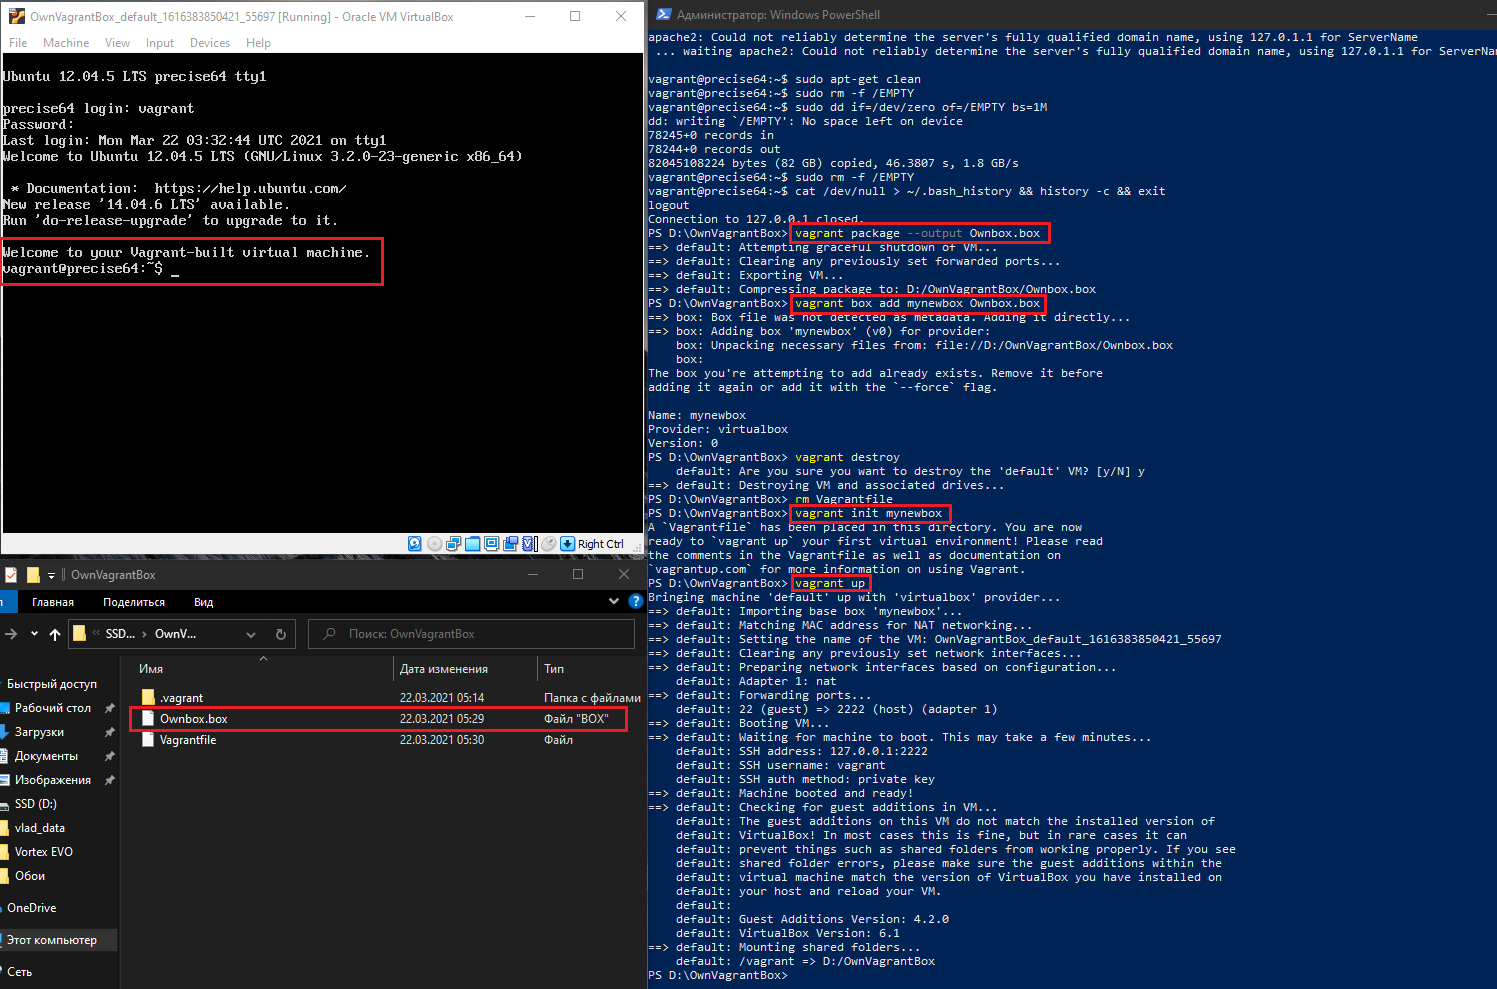 OwnVagrantBox_default_1616383850421_55697 [Running] - Oracle VM VirtualBox
File Machine View Input Devices Help
Ubuntu 12.04.5 LTS precise64 tty1
precise64 login: vagrant
Password:
Last login: Mon Mar 22 03:32:44 UTC 2021 on tty1
Welcome to Ubuntu 12.04.5 LTS (GNU/Linux 3.2.0-23-generic x86_64)
* Documentation:  https://help.ubuntu.com/
New release '14.04.6 LTS' available.
Run 'do-release-upgrade' to upgrade to it.
Welcome to your Vagrant-built virtual machine.
vagrant@precise64:~$ _
Right Ctrl
OwnVagrantBox
Главная Поделиться Вид
SSD... › OwnV...
Поиск: OwnVagrantBox
Имя Дата изменения Тип
.vagrant 22.03.2021 05:14 Папка с файлами
Ownbox.box 22.03.2021 05:29 Файл "BOX"
Vagrantfile 22.03.2021 05:30 Файл
Быстрый доступ
Рабочий стол
Загрузки
Документы
Изображения
SSD (D:)
vlad_data
Vortex EVO
Обои
OneDrive
Этот компьютер
Сеть
Администратор: Windows PowerShell
apache2: Could not reliably determine the server's fully qualified domain name, using 127.0.1.1 for ServerName
... waiting apache2: Could not reliably determine the server's fully qualified domain name, using 127.0.1.1 for ServerName
vagrant@precise64:~$ sudo apt-get clean
vagrant@precise64:~$ sudo rm -f /EMPTY
vagrant@precise64:~$ sudo dd if=/dev/zero of=/EMPTY bs=1M
dd: writing `/EMPTY': No space left on device
78245+0 records in
78244+0 records out
82045108224 bytes (82 GB) copied, 46.3807 s, 1.8 GB/s
vagrant@precise64:~$ sudo rm -f /EMPTY
vagrant@precise64:~$ cat /dev/null > ~/.bash_history && history -c && exit
logout
Connection to 127.0.0.1 closed.
PS D:\OwnVagrantBox> vagrant package --output Ownbox.box
==> default: Attempting graceful shutdown of VM...
==> default: Clearing any previously set forwarded ports...
==> default: Exporting VM...
==> default: Compressing package to: D:/OwnVagrantBox/Ownbox.box
PS D:\OwnVagrantBox> vagrant box add mynewbox Ownbox.box
==> box: Box file was not detected as metadata. Adding it directly...
==> box: Adding box 'mynewbox' (v0) for provider:
box: Unpacking necessary files from: file://D:/OwnVagrantBox/Ownbox.box
box:
The box you're attempting to add already exists. Remove it before
adding it again or add it with the `--force` flag.
Name: mynewbox
Provider: virtualbox
Version: 0
PS D:\OwnVagrantBox> vagrant destroy
default: Are you sure you want to destroy the 'default' VM? [y/N] y
==> default: Destroying VM and associated drives...
PS D:\OwnVagrantBox> rm Vagrantfile
PS D:\OwnVagrantBox> vagrant init mynewbox
A `Vagrantfile` has been placed in this directory. You are now
ready to `vagrant up` your first virtual environment! Please read
the comments in the Vagrantfile as well as documentation on
`vagrantup.com` for more information on using Vagrant.
PS D:\OwnVagrantBox> vagrant up
Bringing machine 'default' up with 'virtualbox' provider...
==> default: Importing base box 'mynewbox'...
==> default: Matching MAC address for NAT networking...
==> default: Setting the name of the VM: OwnVagrantBox_default_1616383850421_55697
==> default: Clearing any previously set network interfaces...
==> default: Preparing network interfaces based on configuration...
default: Adapter 1: nat
==> default: Forwarding ports...
default: 22 (guest) => 2222 (host) (adapter 1)
==> default: Booting VM...
==> default: Waiting for machine to boot. This may take a few minutes...
default: SSH address: 127.0.0.1:2222
default: SSH username: vagrant
default: SSH auth method: private key
==> default: Machine booted and ready!
==> default: Checking for guest additions in VM...
default: The guest additions on this VM do not match the installed version of
default: VirtualBox! In most cases this is fine, but in rare cases it can
default: prevent things such as shared folders from working properly. If you see
default: shared folder errors, please make sure the guest additions within the
default: virtual machine match the version of VirtualBox you have installed on
default: your host and reload your VM.
default:
default: Guest Additions Version: 4.2.0
default: VirtualBox Version: 6.1
==> default: Mounting shared folders...
default: /vagrant => D:/OwnVagrantBox
PS D:\OwnVagrantBox>